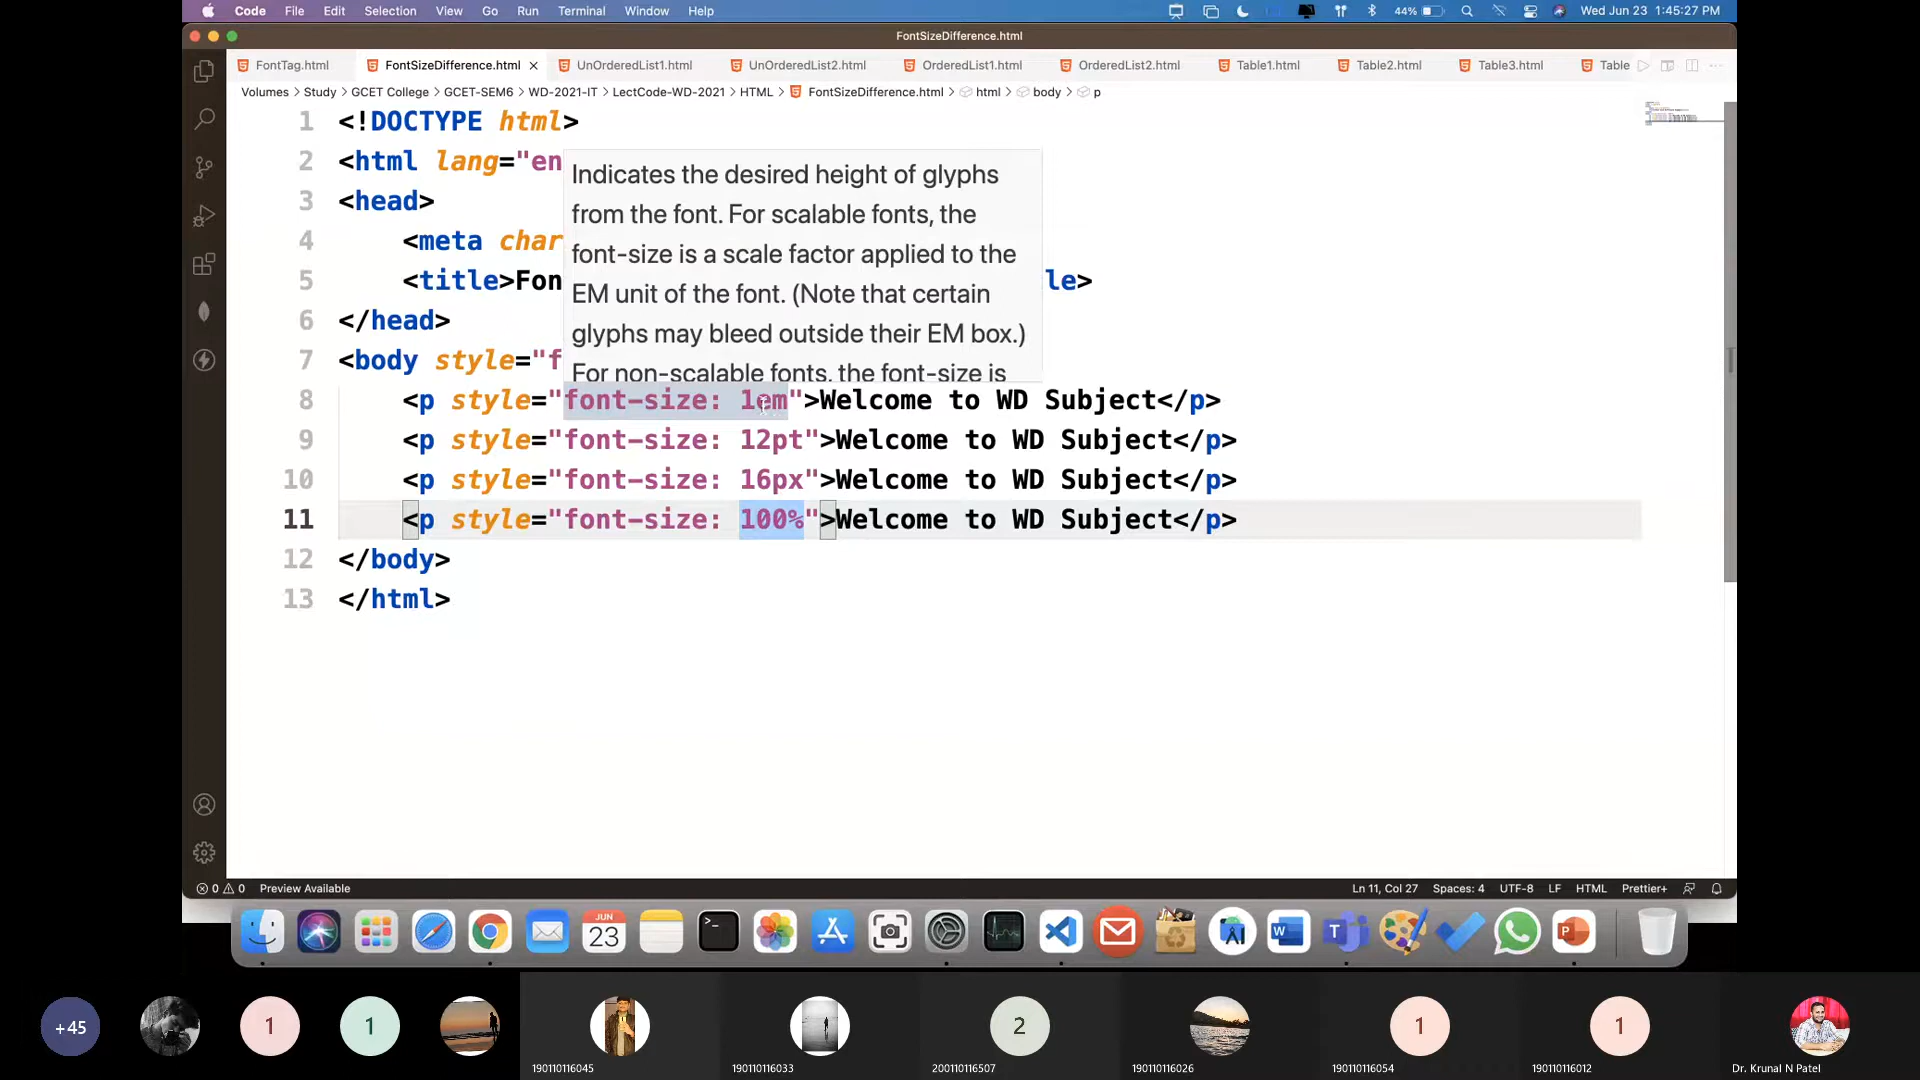 Code File Edit Selection View Go Run Terminal Window Help 44% Wed Jun 23 1:45:27 PM
FontSizeDifference.html
FontTag.html FontSizeDifference.html UnOrderedList1.html UnOrderedList2.html OrderedList1.html OrderedList2.html Table1.html Table2.html Table3.html Table
Volumes > Study > GCET College > GCET-SEM6 > WD-2021-IT > LectCode-WD-2021 > HTML > FontSizeDifference.html > html > body > p
1 <!DOCTYPE html>
2 <html lang="en
3 <head>
4 <meta char
5 <title>Fon le>
6 </head>
7 <body style="f
Indicates the desired height of glyphs
from the font. For scalable fonts, the
font-size is a scale factor applied to the
EM unit of the font. (Note that certain
glyphs may bleed outside their EM box.)
For non-scalable fonts, the font-size is
8 <p style="font-size: 1em">Welcome to WD Subject</p>
9 <p style="font-size: 12pt">Welcome to WD Subject</p>
10 <p style="font-size: 16px">Welcome to WD Subject</p>
11 <p style="font-size: 100%">Welcome to WD Subject</p>
12 </body>
13 </html>
0 0 Preview Available Ln 11, Col 27 Spaces: 4 UTF-8 LF HTML Prettier+
JUN
23
+45 1 1 2 1 1
190110116045 190110116033 200110116507 190110116026 190110116054 190110116012 Dr. Krunal N Patel